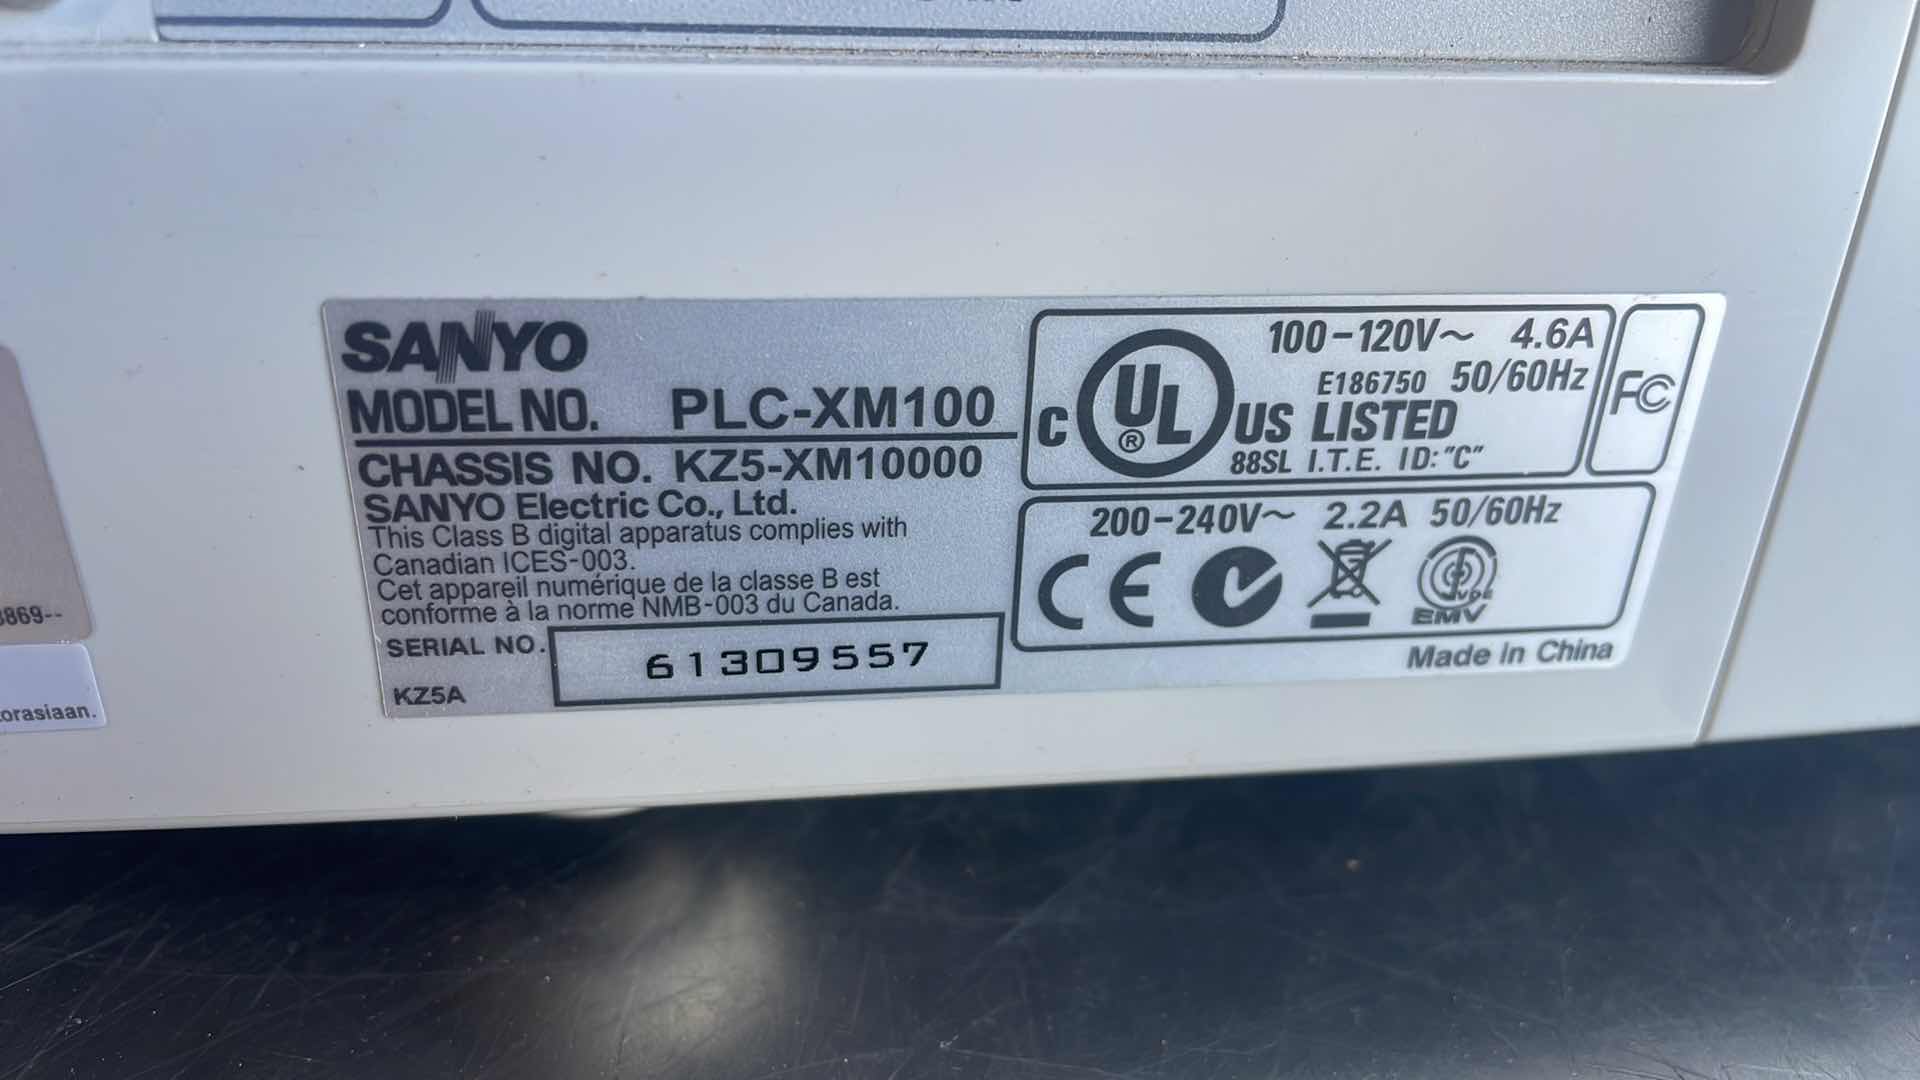 SANYO
MODEL NO. PLC-XM100
CHASSIS NO. KZ5-XM10000
SANYO Electric Co., Ltd.
This Class B digital apparatus complies with
Canadian ICES-003.
Cet appareil numérique de la classe B est
conforme à la norme NMB-003 du Canada.
SERIAL NO. 61309557
KZ5A
100-120V~ 4.6A
E186750 50/60Hz
C UL ® US LISTED
88SL I.T.E. ID:"C"
FC
200-240V~ 2.2A 50/60Hz
CE
VDE
EMV
Made in China
869--
orasiaan.